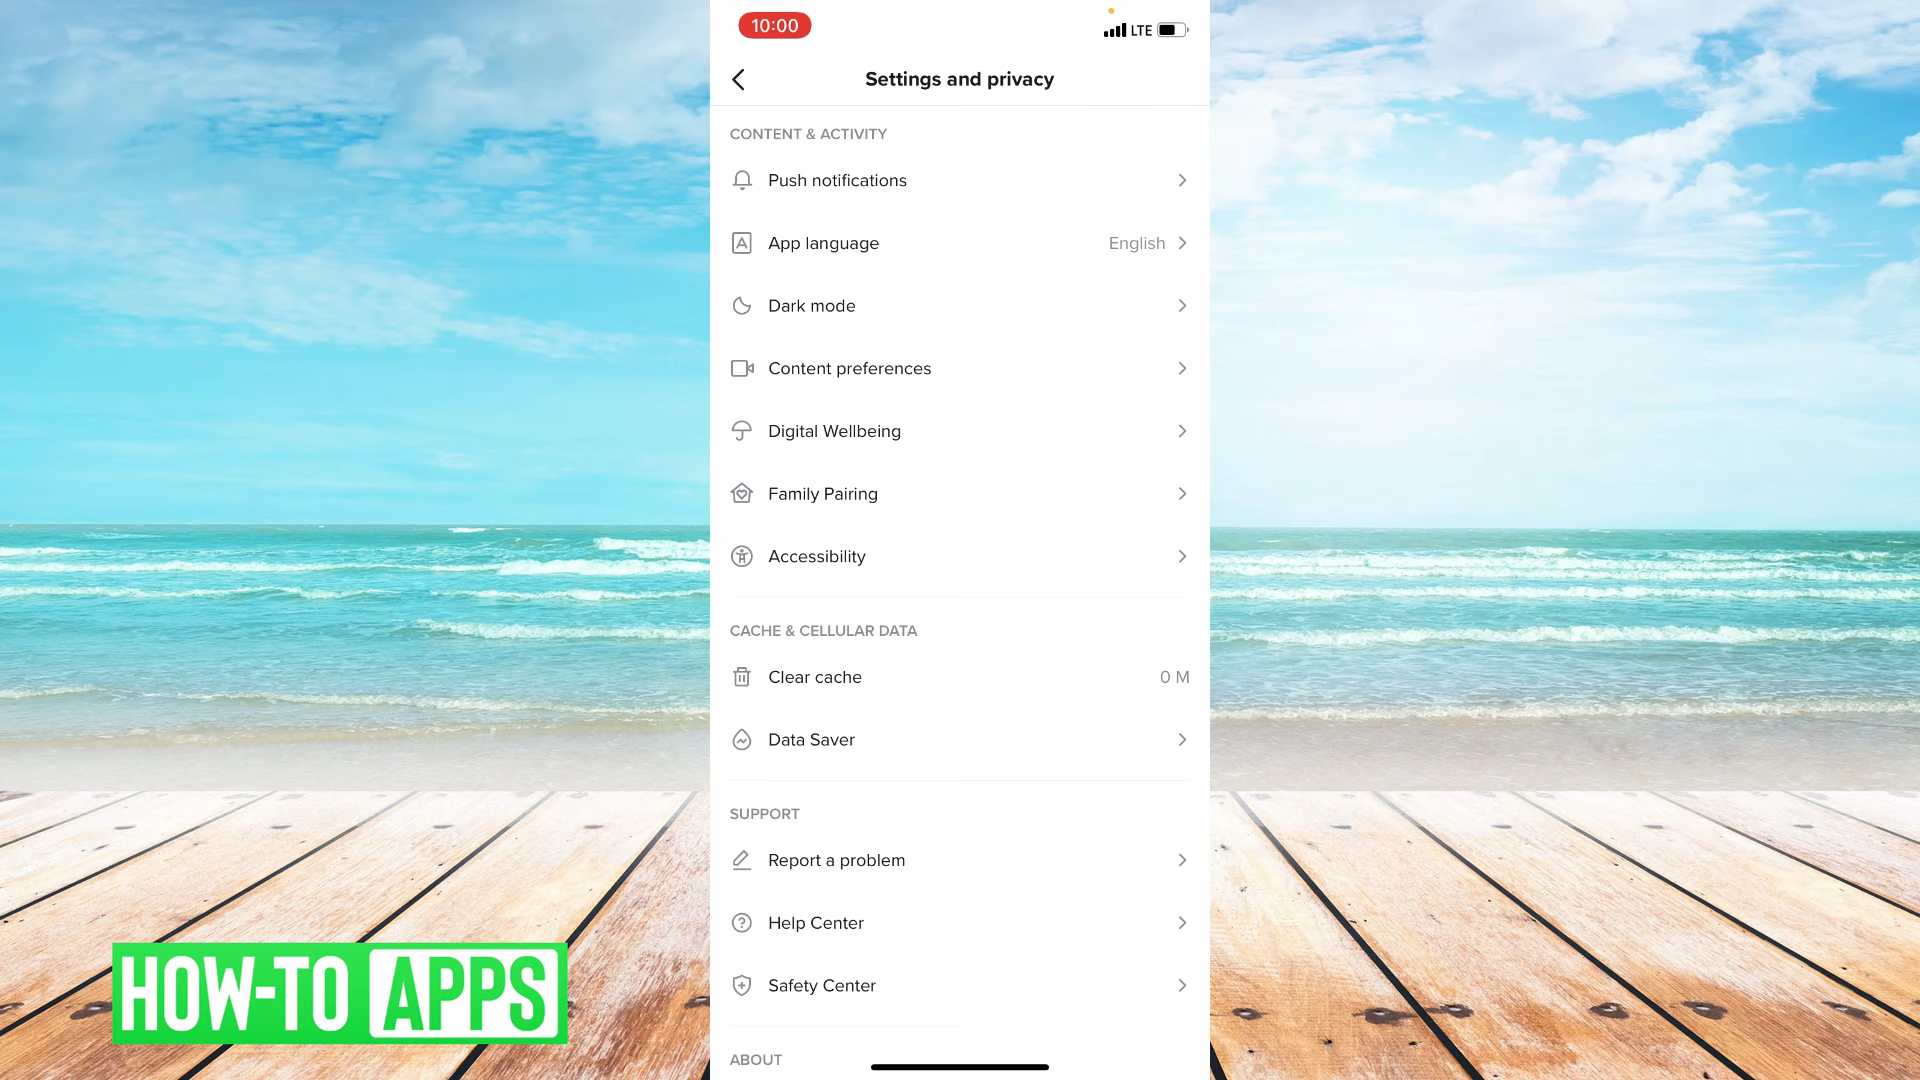 10:00
LTE
Settings and privacy
CONTENT & ACTIVITY
Push notifications
App language English
Dark mode
Content preferences
Digital Wellbeing
Family Pairing
Accessibility
CACHE & CELLULAR DATA
Clear cache 0 M
Data Saver
SUPPORT
Report a problem
Help Center
Safety Center
ABOUT
HOW-TO APPS